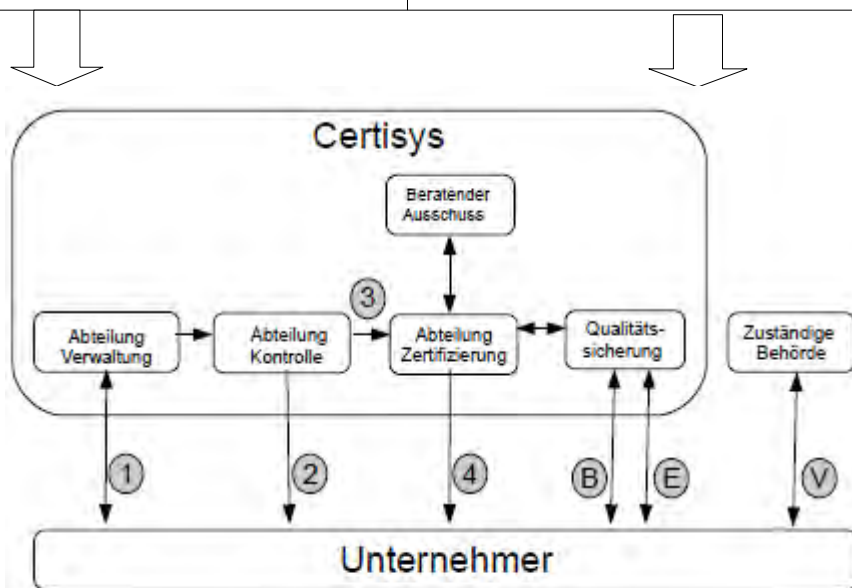 Certisys
Beratender
Ausschuss
3
Abteilung
Verwaltung
Abteilung
Kontrolle
Abteilung
Zertifizierung
Qualitäts-
sicherung
Zuständige
Behörde
1
2
4
B
E
V
Unternehmer